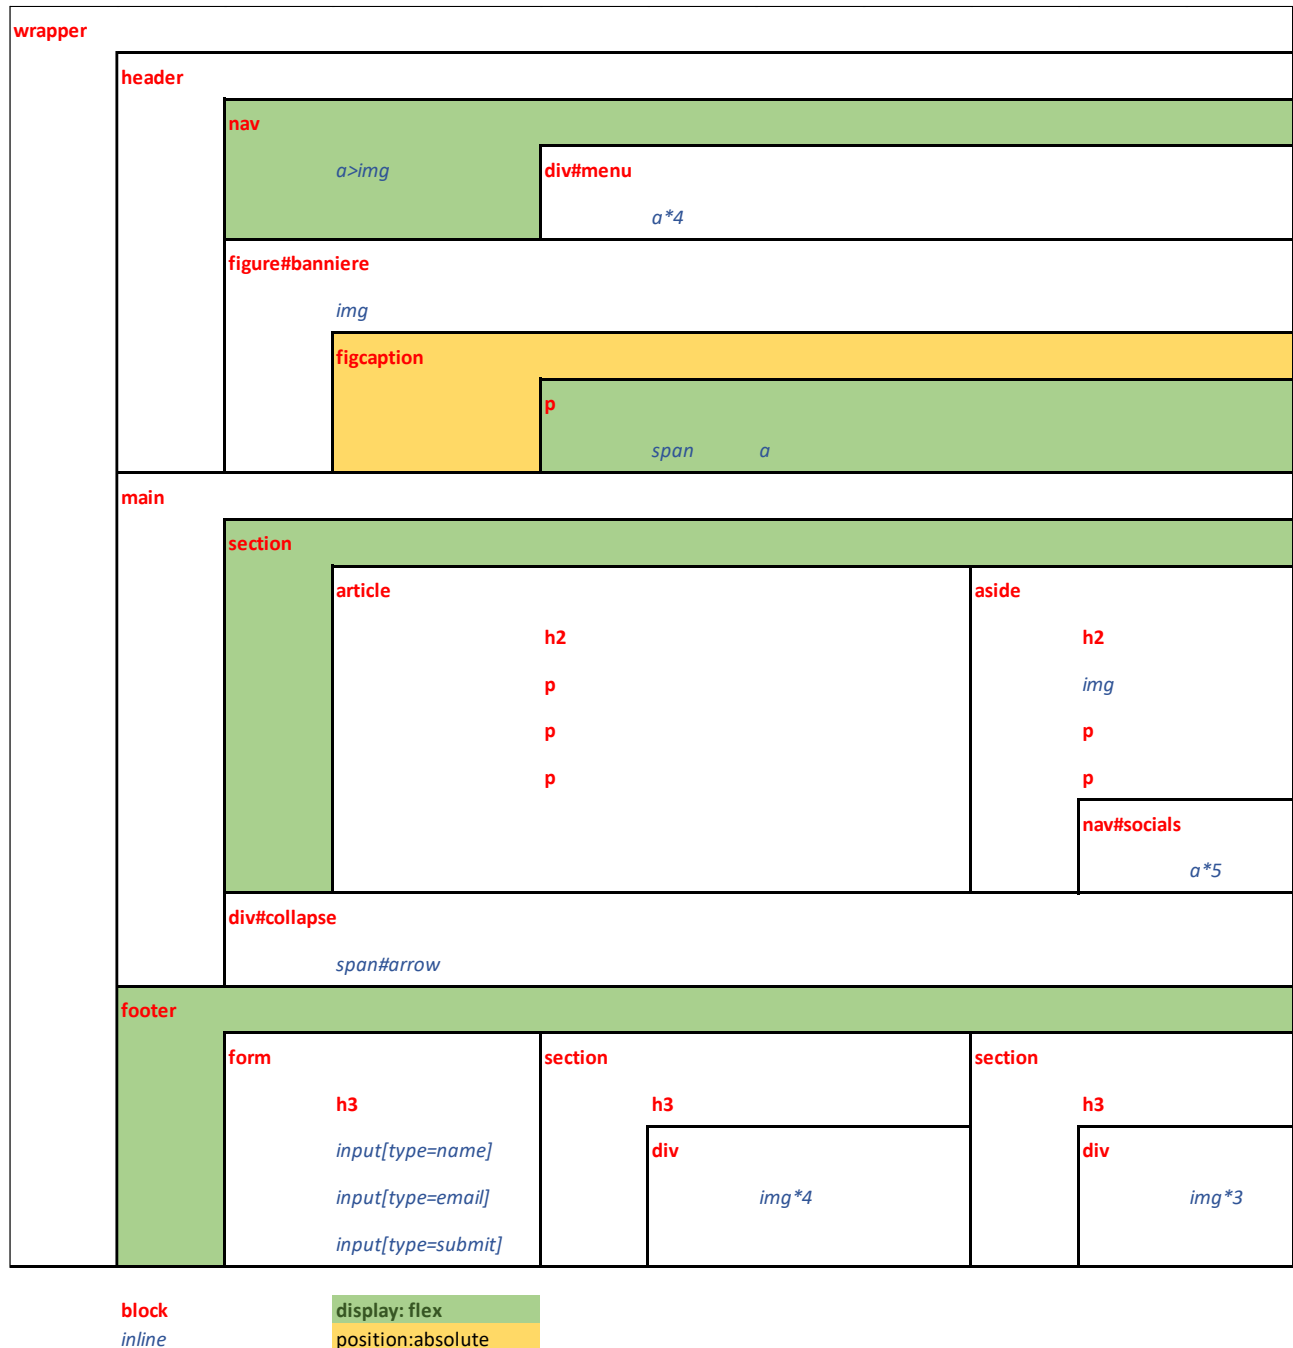 wrapper
header
nav
a>img div#menu
a*4
figure#banniere
img
figcaption
p
span a
main
section
article aside
h2 h2
p img
p p
p p
nav#socials
a*5
div#collapse
span#arrow
footer
form section section
h3 h3 h3
input[type=name] div div
input[type=email] img*4 img*3
input[type=submit]
block display: flex
inline position:absolute